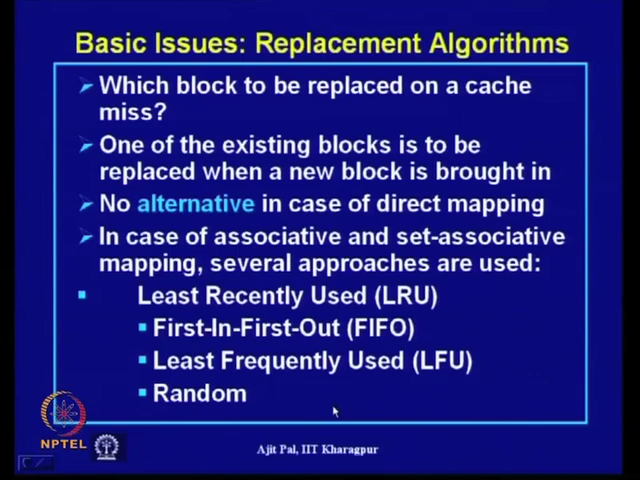 Basic Issues: Replacement Algorithms
Which block to be replaced on a cache
miss?
One of the existing blocks is to be
replaced when a new block is brought in
No alternative in case of direct mapping
In case of associative and set-associative
mapping, several approaches are used:
Least Recently Used (LRU)
First-In-First-Out (FIFO)
Least Frequently Used (LFU)
Random
NPTEL
Ajit Pal, IIT Kharagpur